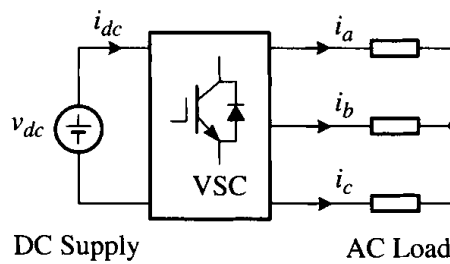 i_dc
i_a
v_dc
i_b
VSC
i_c
DC Supply
AC Load